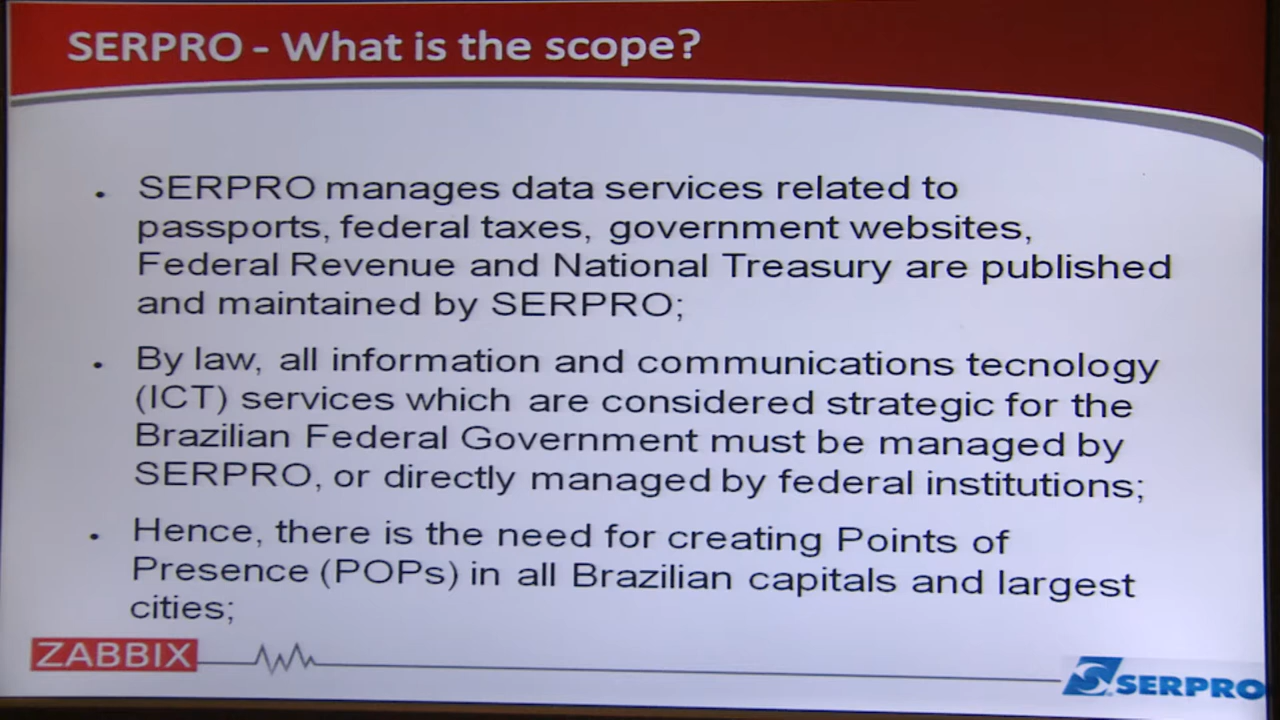 SERPRO - What is the scope?
. SERPRO manages data services related to
passports, federal taxes, government websites,
Federal Revenue and National Treasury are published
and maintained by SERPRO;
. By law, all information and communications tecnology
(ICT) services which are considered strategic for the
Brazilian Federal Government must be managed by
SERPRO, or directly managed by federal institutions;
. Hence, there is the need for creating Points of
Presence (POPs) in all Brazilian capitals and largest
cities;
ZABBIX
SERPRO